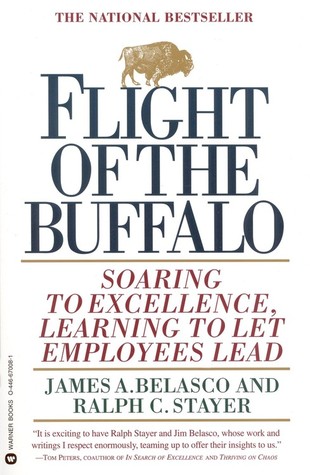 THE NATIONAL BESTSELLER
FLIGHT
OF THE
BUFFALO
SOARING
TO EXCELLENCE,
LEARNING TO LET
EMPLOYEES LEAD
JAMES A. BELASCO AND
RALPH C. STAYER
"It is exciting to have Ralph Stayer and Jim Belasco, whose work and
writings I respect enormously, teaming up to offer their insights to us."
—TOM PETERS, COAUTHOR OF IN SEARCH OF EXCELLENCE AND THRIVING ON CHAOS
WARNER BOOKS O-446-67008-1